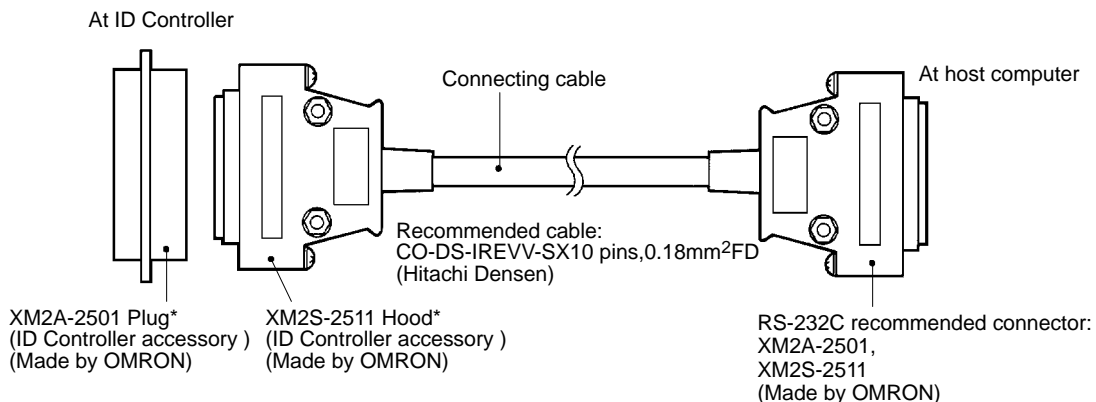 At ID Controller
Connecting cable
At host computer
Recommended cable:
CO-DS-IREVV-SX10 pins,0.18mm2FD
(Hitachi Densen)
XM2A-2501 Plug*
(ID Controller accessory )
(Made by OMRON)
XM2S-2511 Hood*
(ID Controller accessory )
(Made by OMRON)
RS-232C recommended connector:
XM2A-2501,
XM2S-2511
(Made by OMRON)